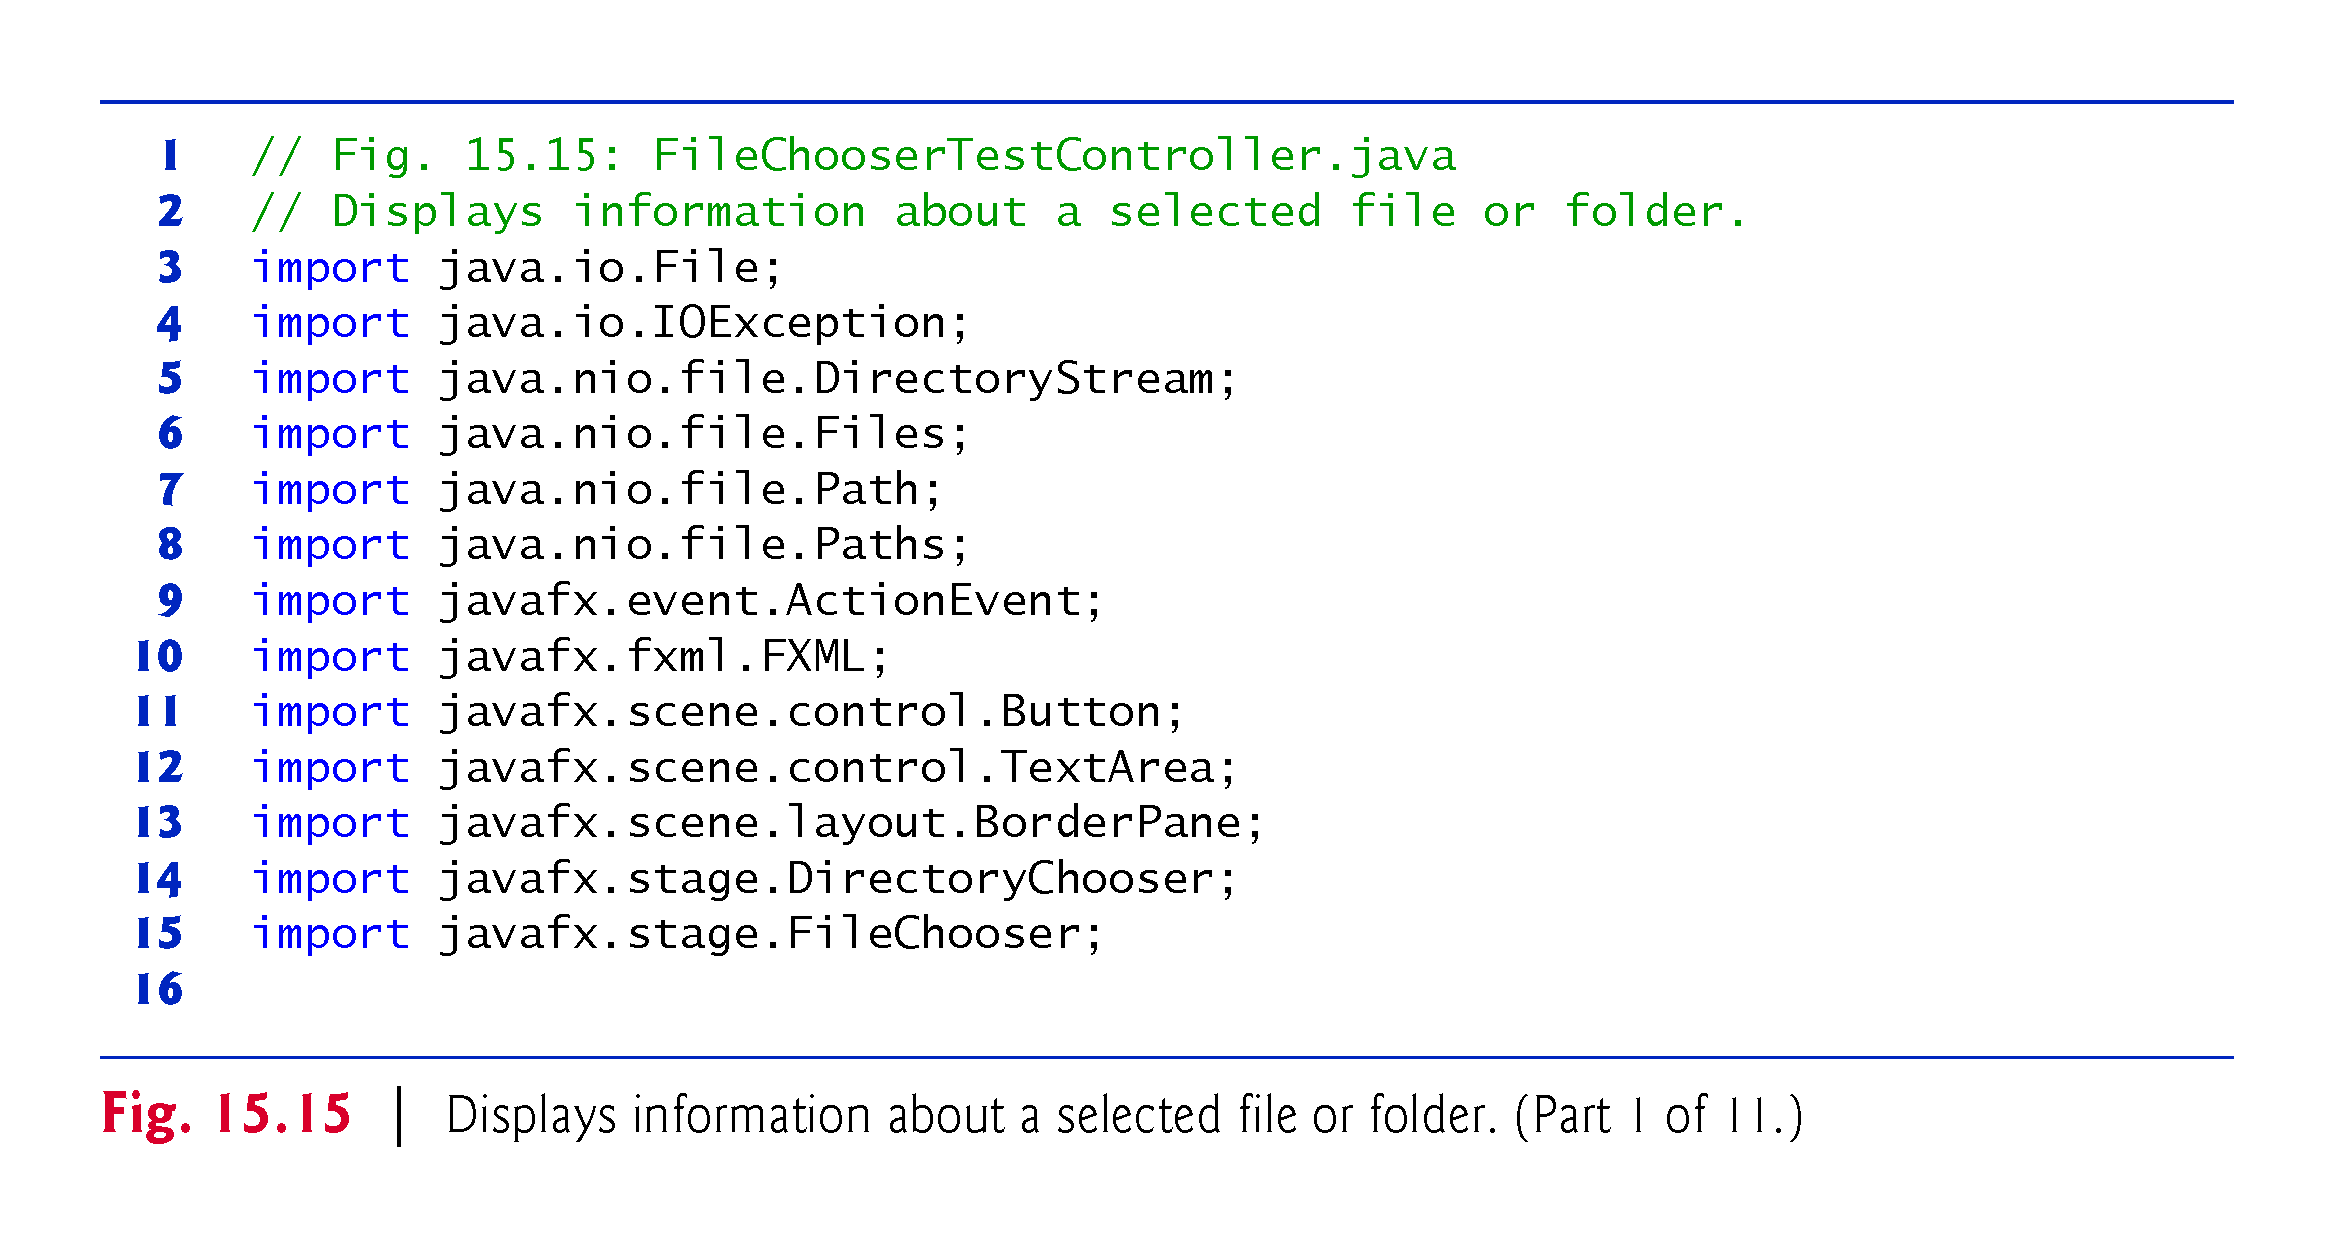 1 // Fig. 15.15: FileChooserTestController.java
2 // Displays information about a selected file or folder.
3 import java.io.File;
4 import java.io.IOException;
5 import java.nio.file.DirectoryStream;
6 import java.nio.file.Files;
7 import java.nio.file.Path;
8 import java.nio.file.Paths;
9 import javafx.event.ActionEvent;
10 import javafx.fxml.FXML;
11 import javafx.scene.control.Button;
12 import javafx.scene.control.TextArea;
13 import javafx.scene.layout.BorderPane;
14 import javafx.stage.DirectoryChooser;
15 import javafx.stage.FileChooser;
16
Fig. 15.15 | Displays information about a selected file or folder. (Part 1 of 11.)